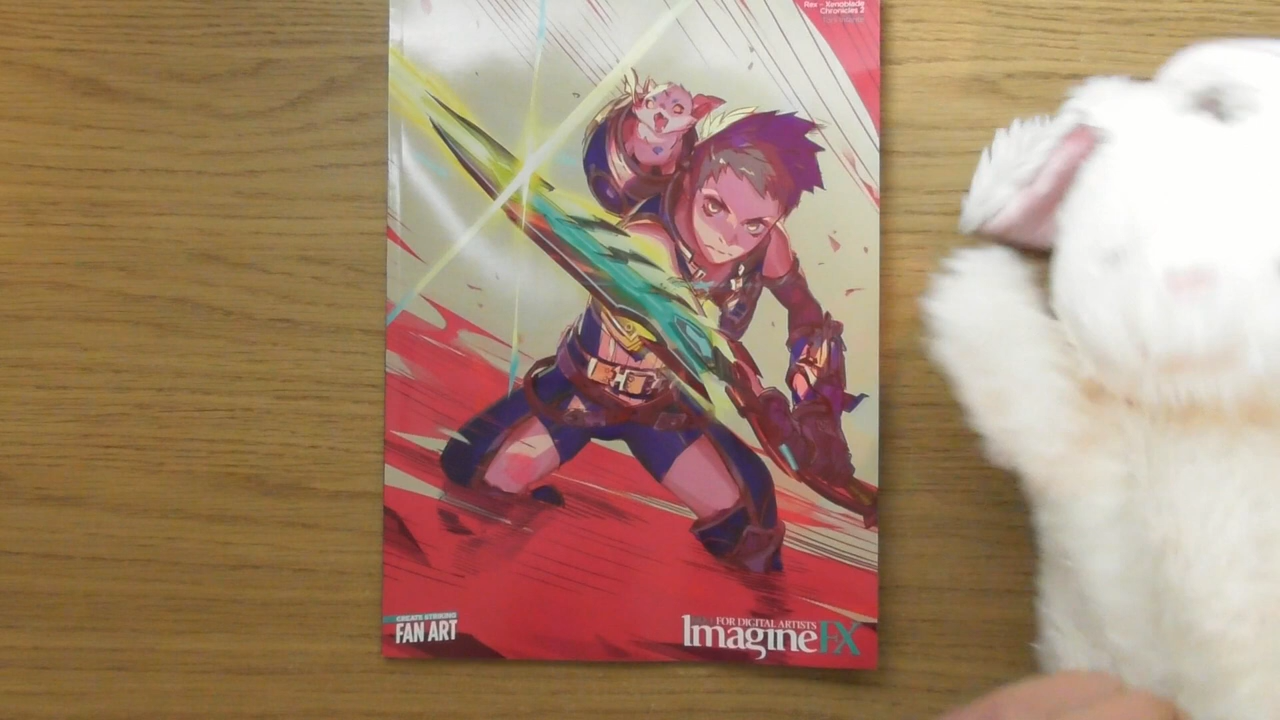 Rex - Xenoblade
Chronicles 2
CREATE STRIKING
FAN ART
FOR DIGITAL ARTISTS
ImagineFX